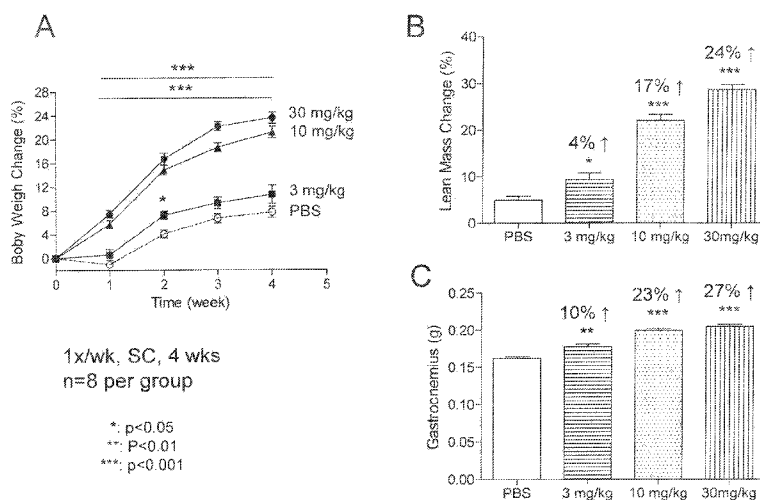 A
***
***
Boby Weigh Change (%)
28
24
20
16
12
8
4
0
*
30 mg/kg
10 mg/kg
3 mg/kg
PBS
0 1 2 3 4 5
Time (week)
1x/wk, SC, 4 wks
n=8 per group
*: p<0.05
**: P<0.01
***: p<0.001
B
Lean Mass Change (%)
40
30
20
10
0
4% ↑
*
17% ↑
***
24% ↑
***
PBS 3 mg/kg 10 mg/kg 30mg/kg
C
Gastrocnemius (g)
0.25
0.20
0.15
0.10
0.05
0.00
10% ↑
**
23% ↑
***
27% ↑
***
PBS 3 mg/kg 10 mg/kg 30mg/kg